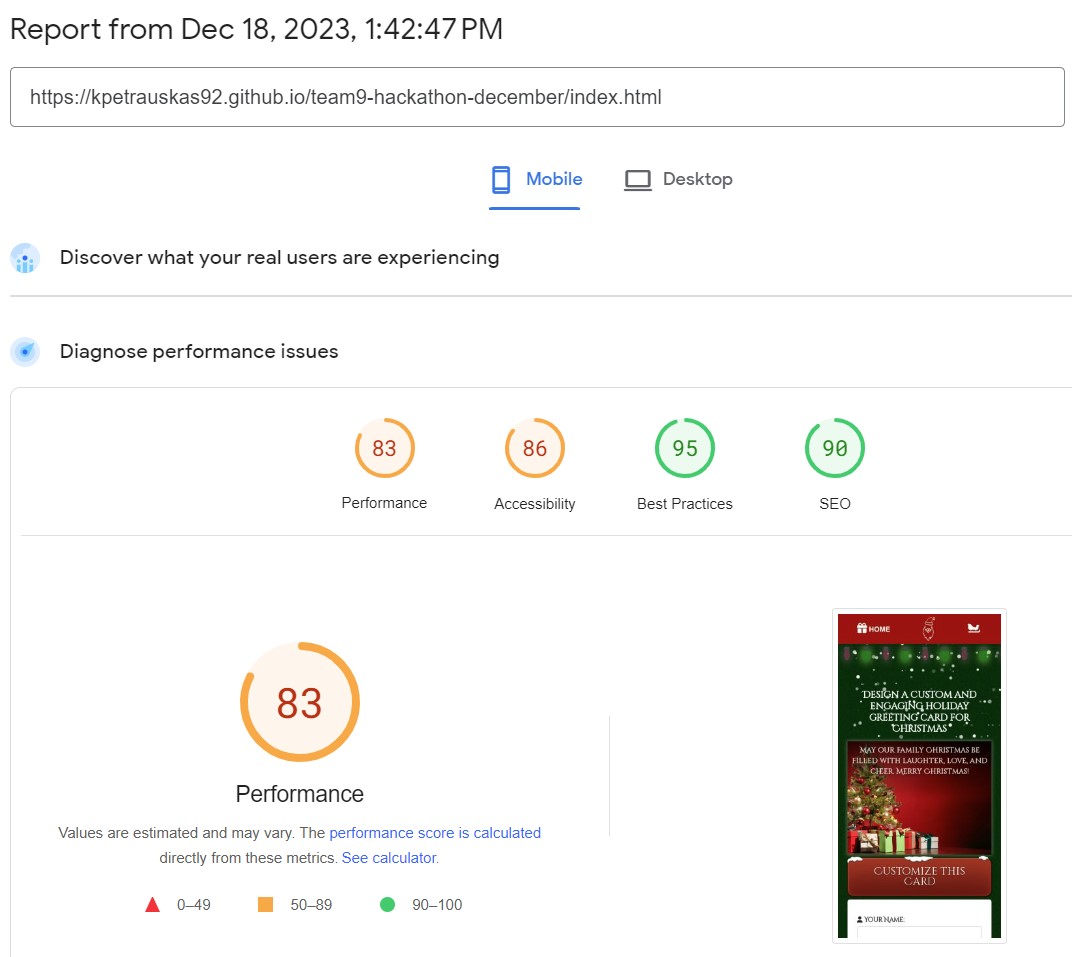 Report from Dec 18, 2023, 1:42:47 PM
https://kpetrauskas92.github.io/team9-hackathon-december/index.html
Mobile
Desktop
Discover what your real users are experiencing
Diagnose performance issues
83
86
95
90
Performance
Accessibility
Best Practices
SEO
83
Performance
Values are estimated and may vary. The performance score is calculated
directly from these metrics. See calculator.
0–49
50–89
90–100
HOME
DESIGN A CUSTOM AND
ENGAGING HOLIDAY
GREETING CARD FOR
CHRISTMAS
MAY OUR FAMILY CHRISTMAS BE
FILLED WITH LAUGHTER, LOVE, AND
CHEER. MERRY CHRISTMAS!
CUSTOMIZE THIS
CARD
YOUR NAME: